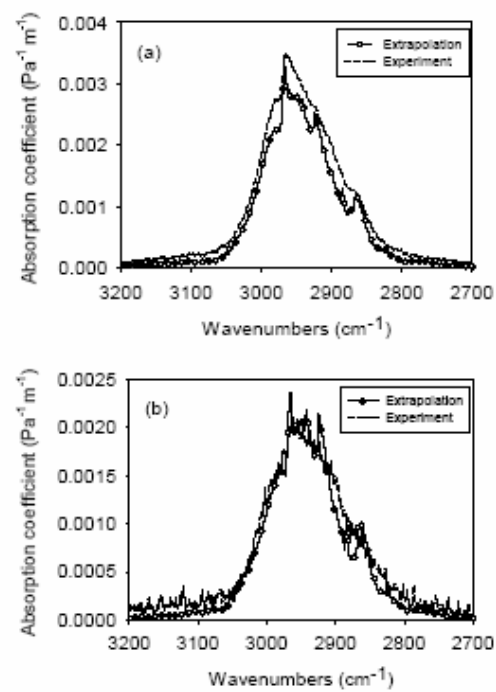 Absorption coefficient (Pa⁻¹ m⁻¹)
0.004
0.003
0.002
0.001
0.000
(a)
Extrapolation
Experiment
3200 3100 3000 2900 2800 2700
Wavenumbers (cm⁻¹)
Absorption coefficient (Pa⁻¹ m⁻¹)
0.0025
0.0020
0.0015
0.0010
0.0005
0.0000
(b)
Extrapolation
Experiment
3200 3100 3000 2900 2800 2700
Wavenumbers (cm⁻¹)